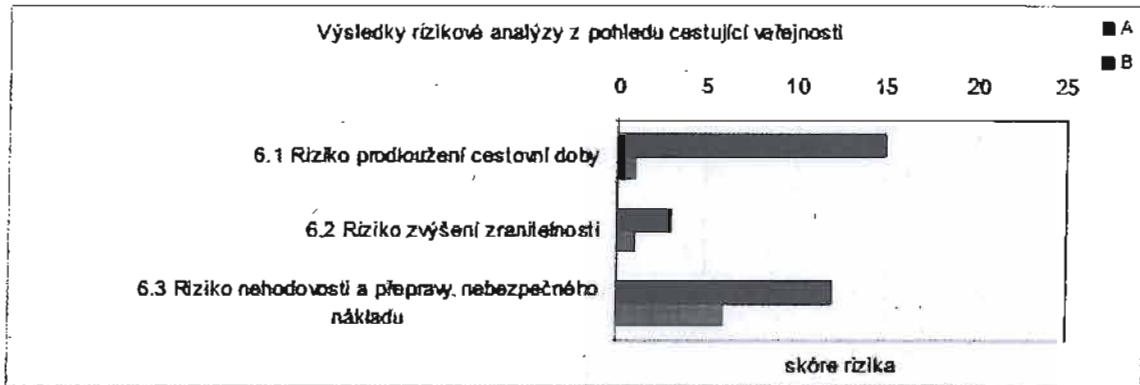 Výsledky rizikové analýzy z pohledu cestující veřejnosti
A
B
0 5 10 15 20 25
6.1 Riziko prodloužení cestovní doby
6.2 Riziko zvýšení zranitelnosti
6.3 Riziko nehodovosti a přepravy nebezpečného
nákladu
skóre rizika